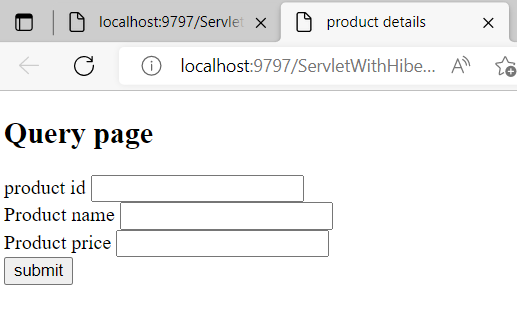 localhost:9797/Servlet
product details
localhost:9797/ServletWithHibe...
Query page
product id
Product name
Product price
submit